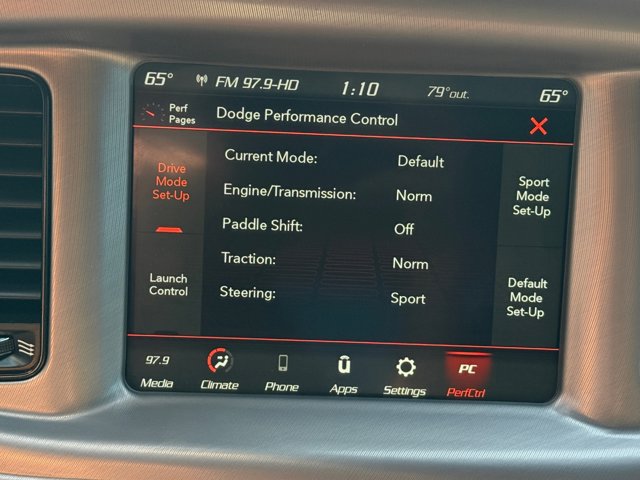 65° FM 97.9-HD 1:10 79°out. 65°
Perf
Pages
Dodge Performance Control
Drive
Mode
Set-Up
Launch
Control
Current Mode: Default
Engine/Transmission: Norm
Paddle Shift: Off
Traction: Norm
Steering: Sport
Sport
Mode
Set-Up
Default
Mode
Set-Up
97.9
Media
Climate
Phone
ū
Apps
Settings
PC
PerfCtrl